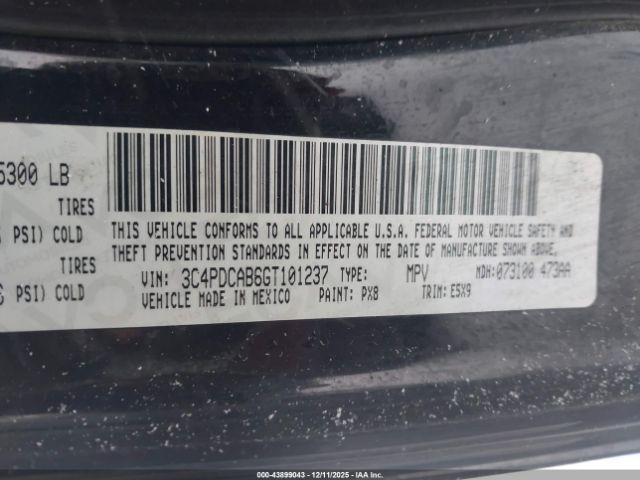 5300 LB
TIRES
PSI) COLD
TIRES
PSI) COLD
THIS VEHICLE CONFORMS TO ALL APPLICABLE U.S.A. FEDERAL MOTOR VEHICLE SAFETY AND
THEFT PREVENTION STANDARDS IN EFFECT ON THE DATE OF MANUFACTURE SHOWN ABOVE.
VIN: 3C4PDCAB6GT101237 TYPE: MPV MDH:073100 473AA
VEHICLE MADE IN MEXICO PAINT: PX8 TRIM: E5X9
000-43899043 - 12/11/2025 - IAA Inc.